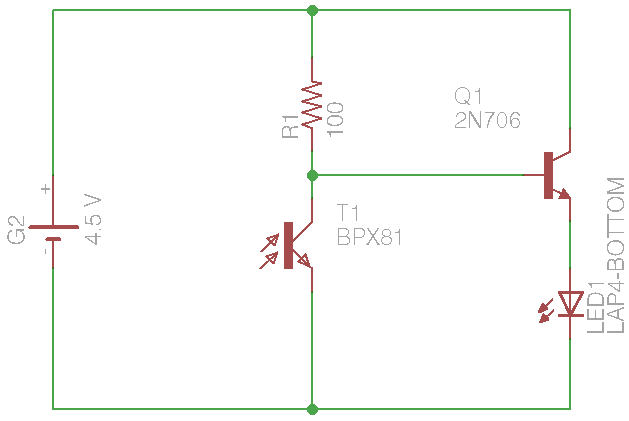 G2
+
-
4.5 V
R1
100
T1
BPX81
Q1
2N706
LED1
LAP4-BOTTOM